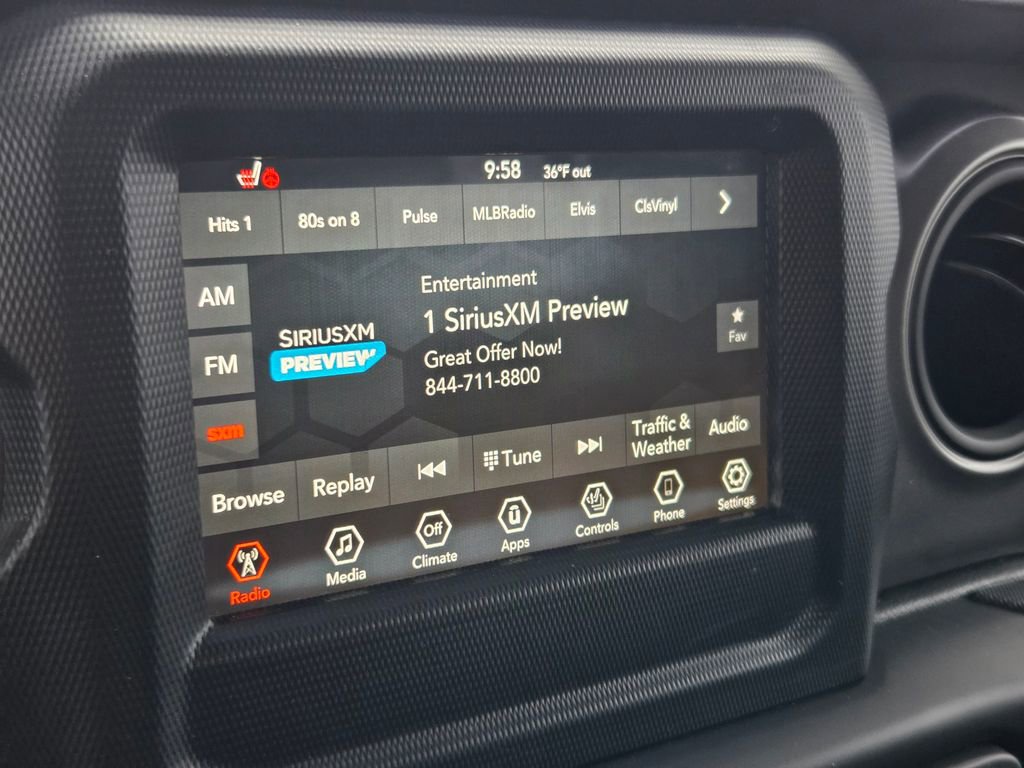 9:58 36°F out
Hits 1 80s on 8 Pulse MLBRadio Elvis ClsVinyl
AM
FM
sxm
SIRIUSXM
PREVIEW
Entertainment
1 SiriusXM Preview
Great Offer Now!
844-711-8800
Fav
Browse Replay Tune Traffic & Weather Audio
Radio Media Off Climate Apps Controls Phone Settings